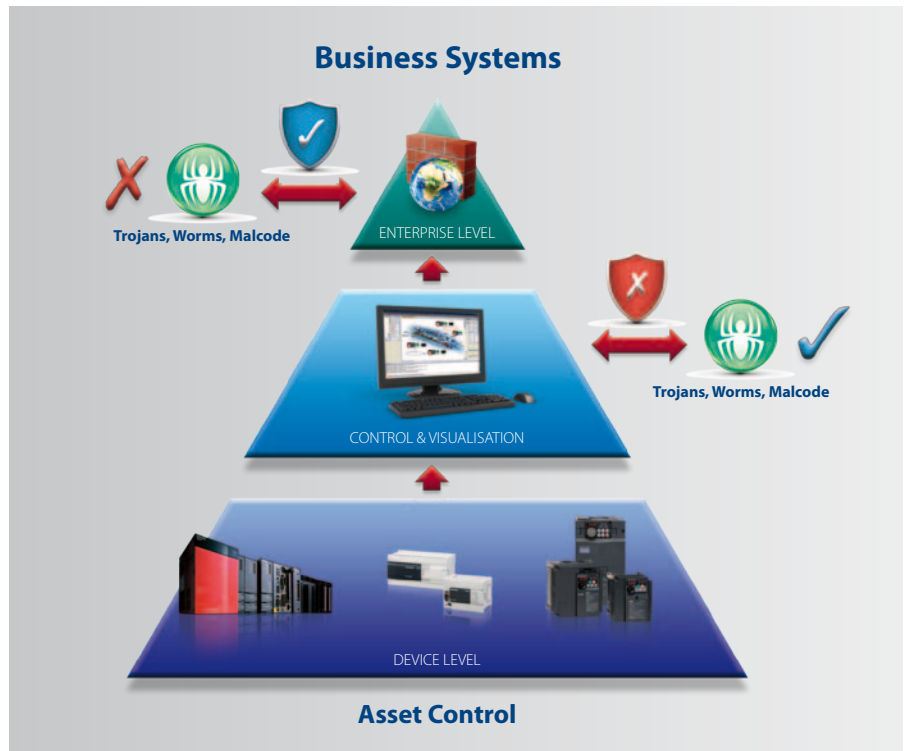 Business Systems
Trojans, Worms, Malcode
ENTERPRISE LEVEL
Trojans, Worms, Malcode
CONTROL & VISUALISATION
DEVICE LEVEL
Asset Control